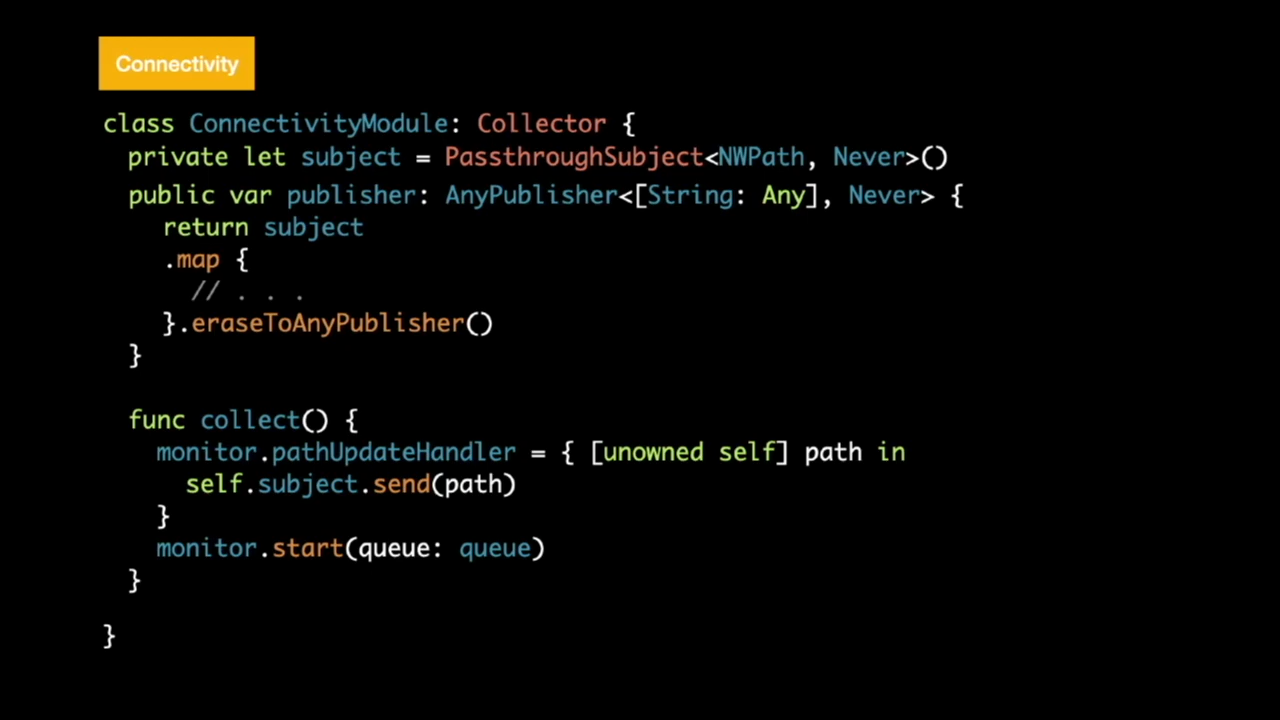 Connectivity
class ConnectivityModule: Collector {
private let subject = PassthroughSubject<NWPath, Never>()
public var publisher: AnyPublisher<[String: Any], Never> {
return subject
.map {
// . . .
}.eraseToAnyPublisher()
}
func collect() {
monitor.pathUpdateHandler = { [unowned self] path in
self.subject.send(path)
}
monitor.start(queue: queue)
}
}